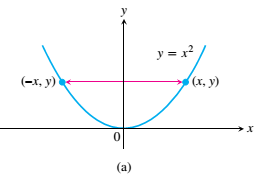 y
y = x²
(−x, y) (x, y)
0 x
(a)